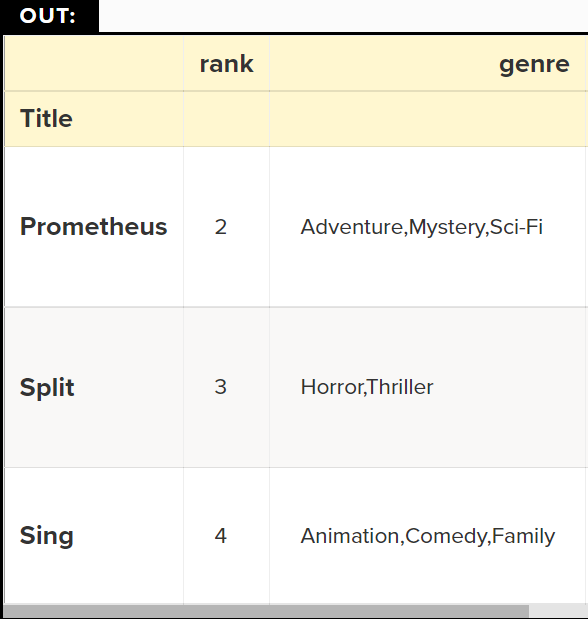 OUT:
rank genre
Title
Prometheus 2 Adventure,Mystery,Sci-Fi
Split 3 Horror,Thriller
Sing 4 Animation,Comedy,Family